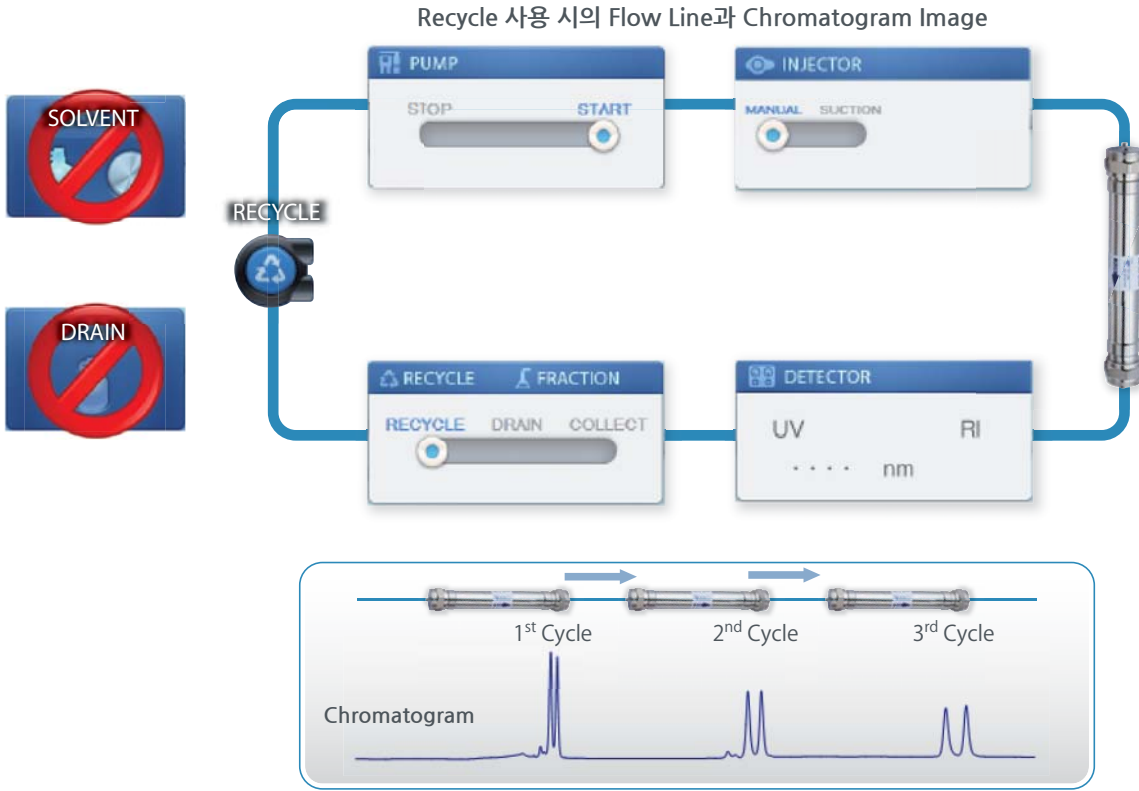 Recycle 사용 시의 Flow Line과 Chromatogram Image
PUMP
INJECTOR
SOLVENT
STOP
START
MANUAL
SUCTION
RECYCLE
DRAIN
RECYCLE
FRACTION
DETECTOR
RECYCLE
DRAIN
COLLECT
UV
RI
. . . . nm
1st Cycle
2nd Cycle
3rd Cycle
Chromatogram